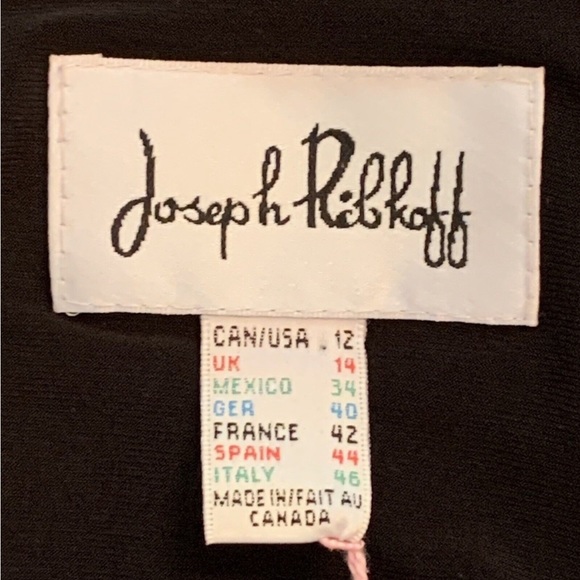 Joseph Ribkoff
CAN/USA 12
UK 14
MEXICO 34
GER 40
FRANCE 42
SPAIN 44
ITALY 46
MADE IN/FAIT AU
CANADA